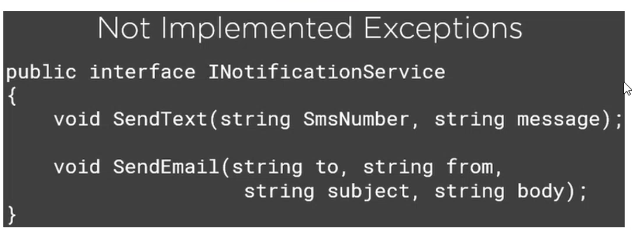 Not Implemented Exceptions
public interface INotificationService
{
    void SendText(string SmsNumber, string message);
    void SendEmail(string to, string from,
                   string subject, string body);
}